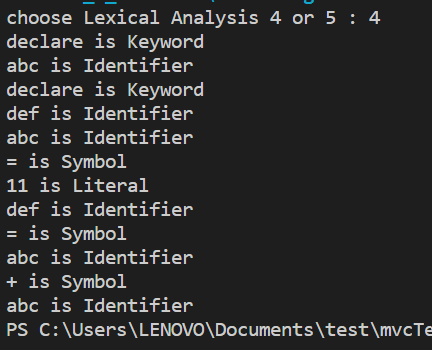 choose Lexical Analysis 4 or 5 : 4
declare is Keyword
abc is Identifier
declare is Keyword
def is Identifier
abc is Identifier
= is Symbol
11 is Literal
def is Identifier
= is Symbol
abc is Identifier
+ is Symbol
abc is Identifier
PS C:\Users\LENOVO\Documents\test\mvcTe